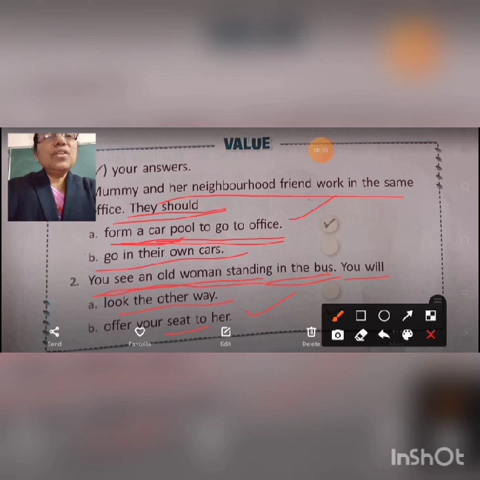 VALUE
) your answers.
Mummy and her neighbourhood friend work in the same
office. They should
a. form a car pool to go to office.
b. go in their own cars.
2. You see an old woman standing in the bus. You will
a. look the other way.
b. offer your seat to her.
Send
Favorite
Edit
Delete
InShOt